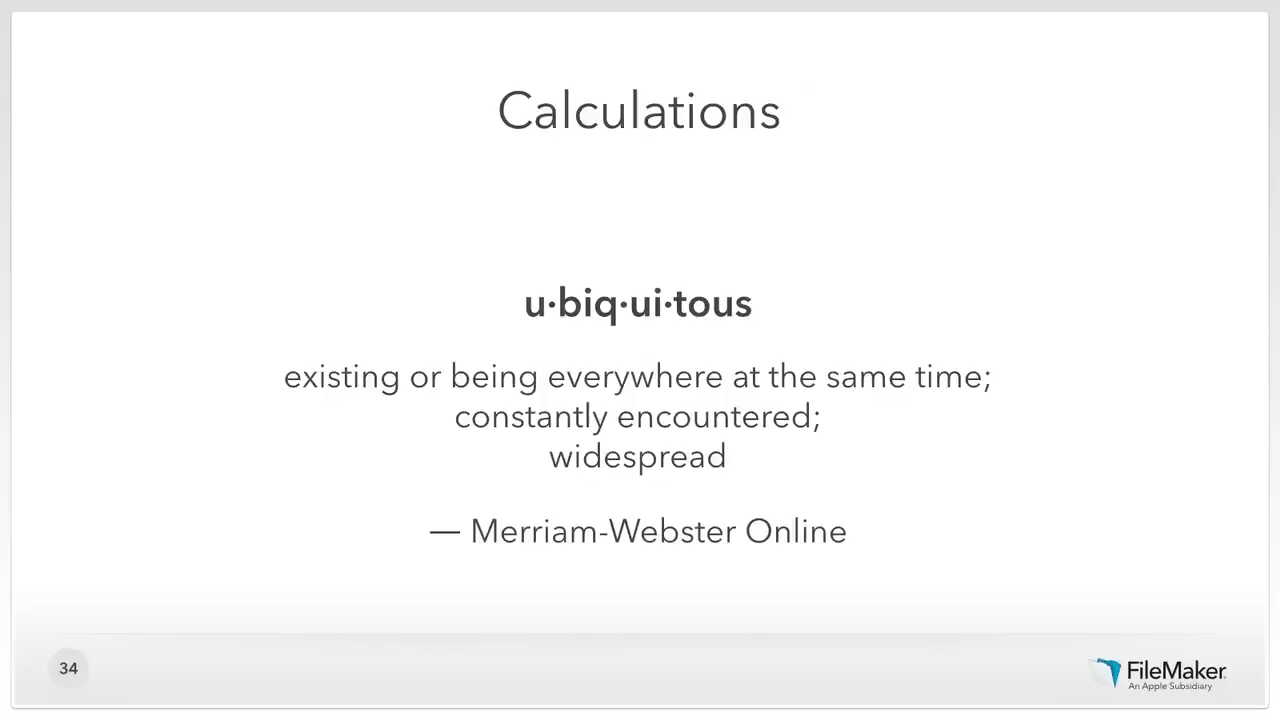 Calculations
u·biq·ui·tous
existing or being everywhere at the same time;
constantly encountered;
widespread
— Merriam-Webster Online
34
FileMaker
An Apple Subsidiary